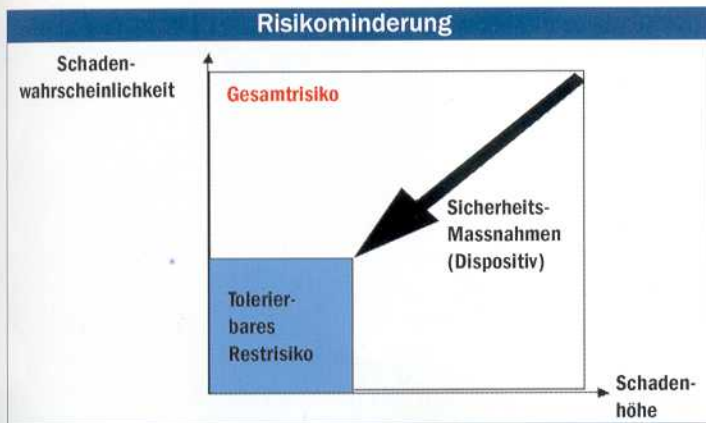 Risikominderung
Schaden-
wahrscheinlichkeit
Gesamtrisiko
Sicherheits-
Massnahmen
(Dispositiv)
Tolerier-
bares
Restrisiko
Schaden-
höhe